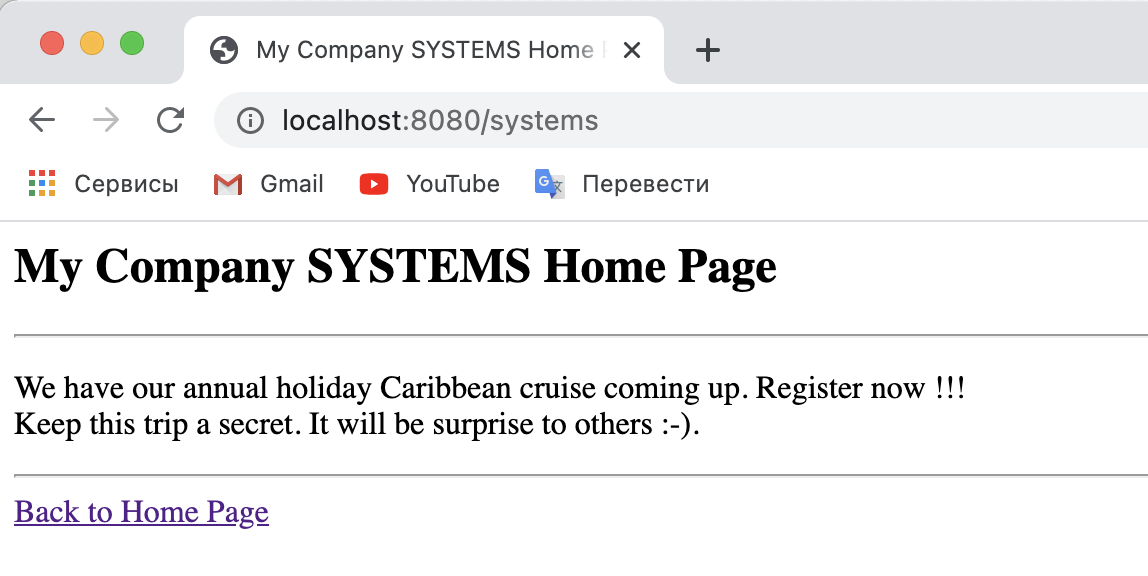 My Company SYSTEMS Home
localhost:8080/systems
Сервисы Gmail YouTube Перевести
My Company SYSTEMS Home Page
We have our annual holiday Caribbean cruise coming up. Register now !!!
Keep this trip a secret. It will be surprise to others :-).
Back to Home Page